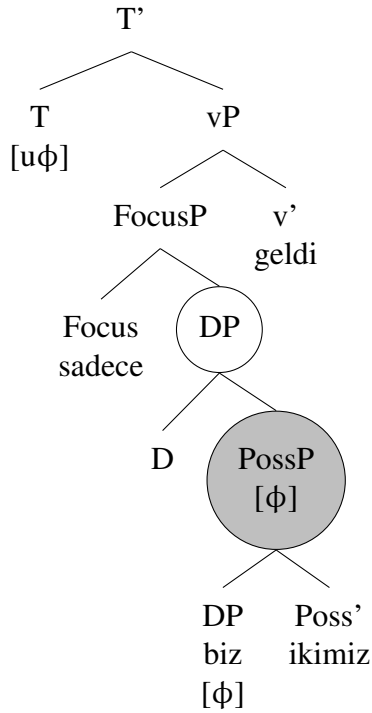 T’
T vP
[uϕ]
FocusP v’
geldi
Focus DP
sadece
D PossP
[ϕ]
DP Poss’
biz ikimiz
[ϕ]